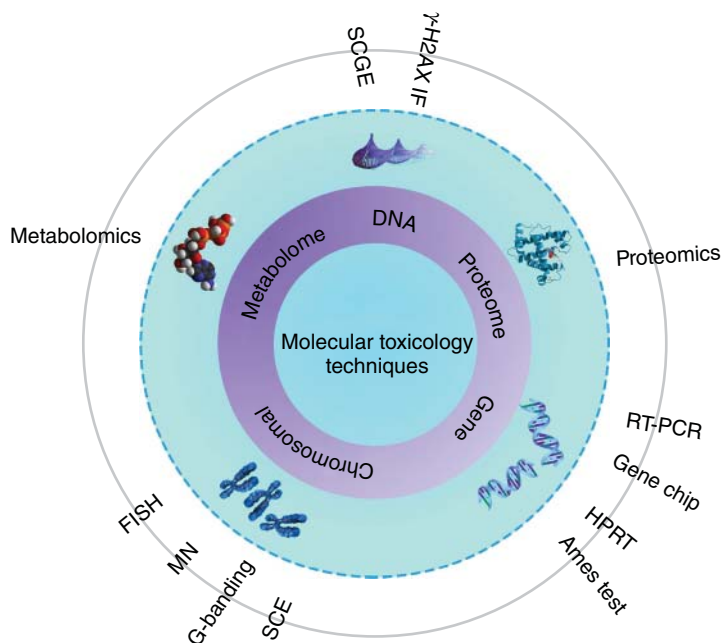 SCGE
γ-H2AX IF
Metabolomics
Proteomics
DNA
Metabolome
Proteome
Molecular toxicology
techniques
Gene
Chromosomal
RT-PCR
Gene chip
HPRT
Ames test
FISH
MN
G-banding
SCE